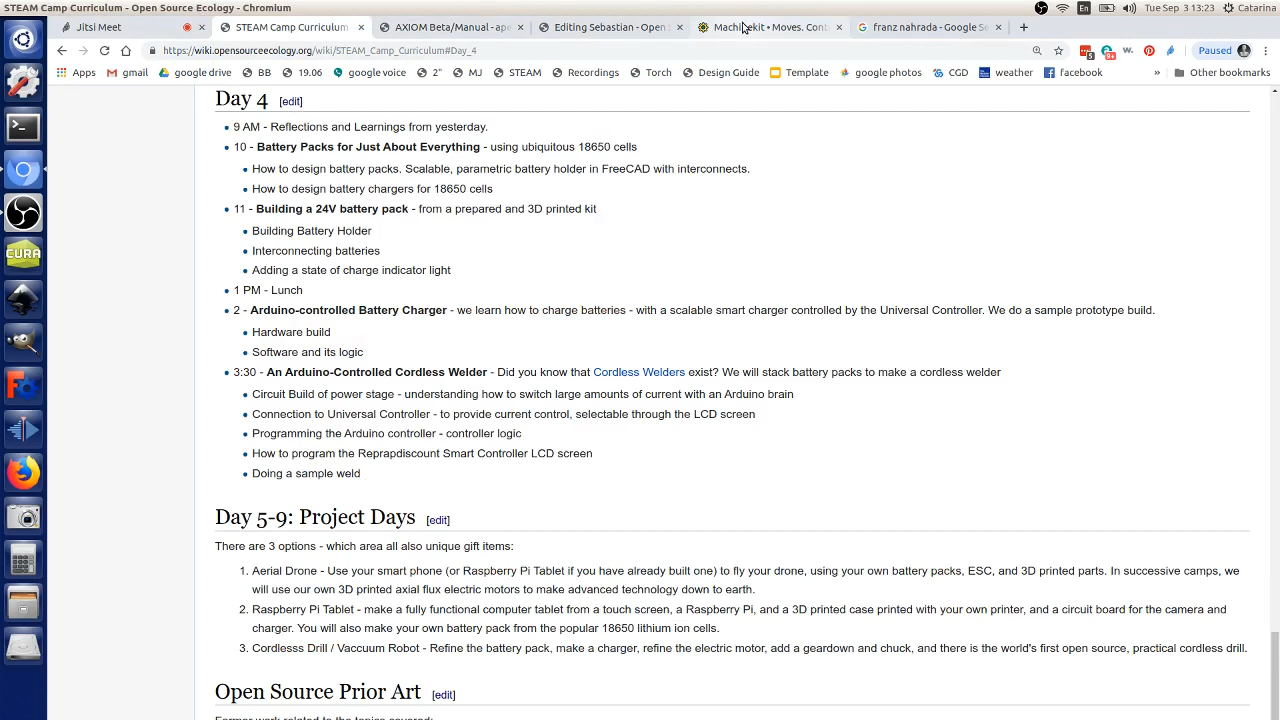 STEAM Camp Curriculum - Open Source Ecology - Chromium
En
Tue Sep 3 13:23
Catarina
Jitsi Meet
STEAM Camp Curriculum
AXIOM Beta/Manual - ape
Editing Sebastian - Open
Machinekit • Moves. Cont
franz nahrada - Google Se
https://wiki.opensourceecology.org/wiki/STEAM_Camp_Curriculum#Day_4
Paused
Apps
gmail
google drive
BB
19.06
google voice
2"
MJ
STEAM
Recordings
Torch
Design Guide
Template
google photos
CGD
weather
facebook
»
Other bookmarks
Day 4 [edit]
9 AM - Reflections and Learnings from yesterday.
10 - Battery Packs for Just About Everything - using ubiquitous 18650 cells
How to design battery packs. Scalable, parametric battery holder in FreeCAD with interconnects.
How to design battery chargers for 18650 cells
11 - Building a 24V battery pack - from a prepared and 3D printed kit
Building Battery Holder
Interconnecting batteries
Adding a state of charge indicator light
1 PM - Lunch
2 - Arduino-controlled Battery Charger - we learn how to charge batteries - with a scalable smart charger controlled by the Universal Controller. We do a sample prototype build.
Hardware build
Software and its logic
3:30 - An Arduino-Controlled Cordless Welder - Did you know that Cordless Welders exist? We will stack battery packs to make a cordless welder
Circuit Build of power stage - understanding how to switch large amounts of current with an Arduino brain
Connection to Universal Controller - to provide current control, selectable through the LCD screen
Programming the Arduino controller - controller logic
How to program the Reprapdiscount Smart Controller LCD screen
Doing a sample weld
Day 5-9: Project Days [edit]
There are 3 options - which area all also unique gift items:
1. Aerial Drone - Use your smart phone or Raspberry Pi Tablet if you have already built one to fly your drone, using your own battery packs, ESC, and 3D printed parts. In successive camps, we
will use our own 3D printed axial flux electric motors to make advanced technology down to earth.
2. Raspberry Pi Tablet - make a fully functional computer tablet from a touch screen, a Raspberry Pi, and a 3D printed case printed with your own printer, and a circuit board for the camera and
charger. You will also make your own battery pack from the popular 18650 lithium ion cells.
3. Cordlesss Drill / Vaccuum Robot - Refine the battery pack, make a charger, refine the electric motor, add a geardown and chuck, and there is the world's first open source, practical cordless drill.
Open Source Prior Art [edit]
Former work related to the topics covered:
CURA